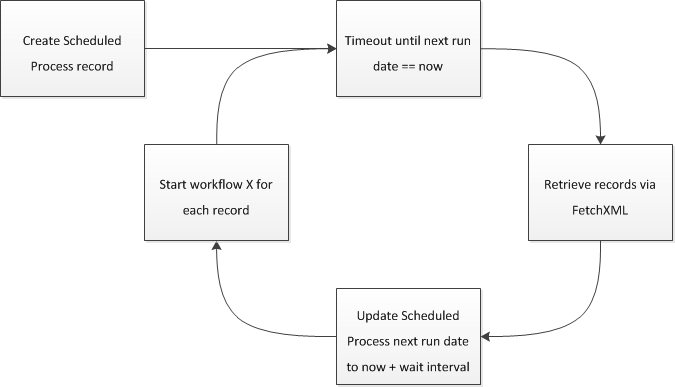 Create Scheduled
Process record
Timeout until next run
date == now
Retrieve records via
FetchXML
Update Scheduled
Process next run date
to now + wait interval
Start workflow X for
each record